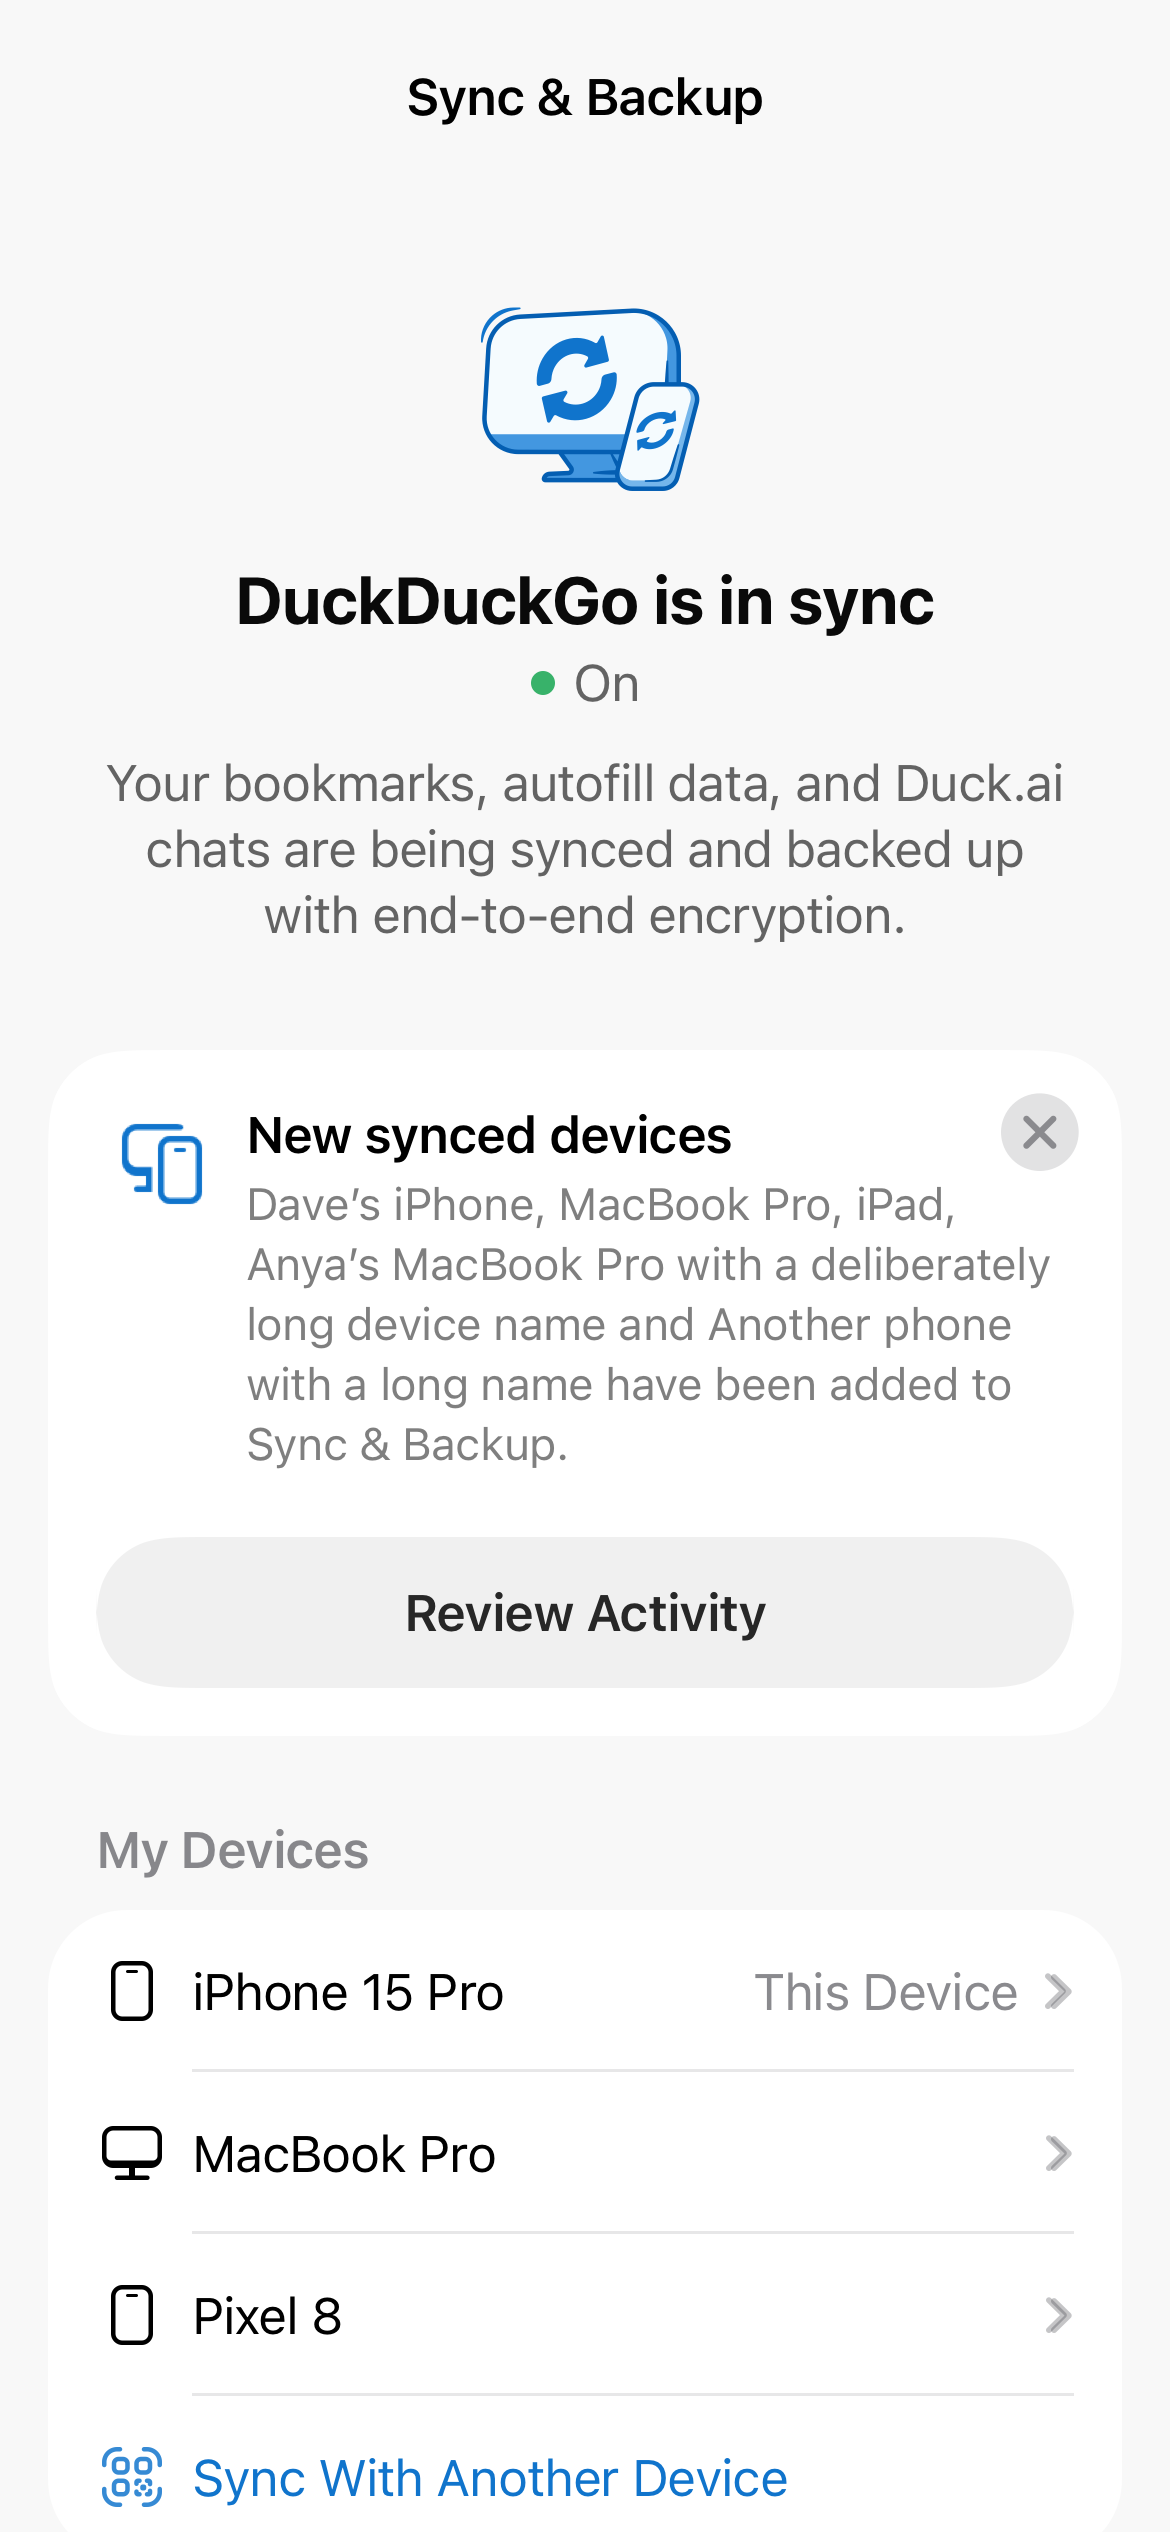 Sync & Backup
DuckDuckGo is in sync
On
Your bookmarks, autofill data, and Duck.ai
chats are being synced and backed up
with end-to-end encryption.
New synced devices
Dave’s iPhone, MacBook Pro, iPad,
Anya’s MacBook Pro with a deliberately
long device name and Another phone
with a long name have been added to
Sync & Backup.
Review Activity
My Devices
iPhone 15 Pro This Device
MacBook Pro
Pixel 8
Sync With Another Device